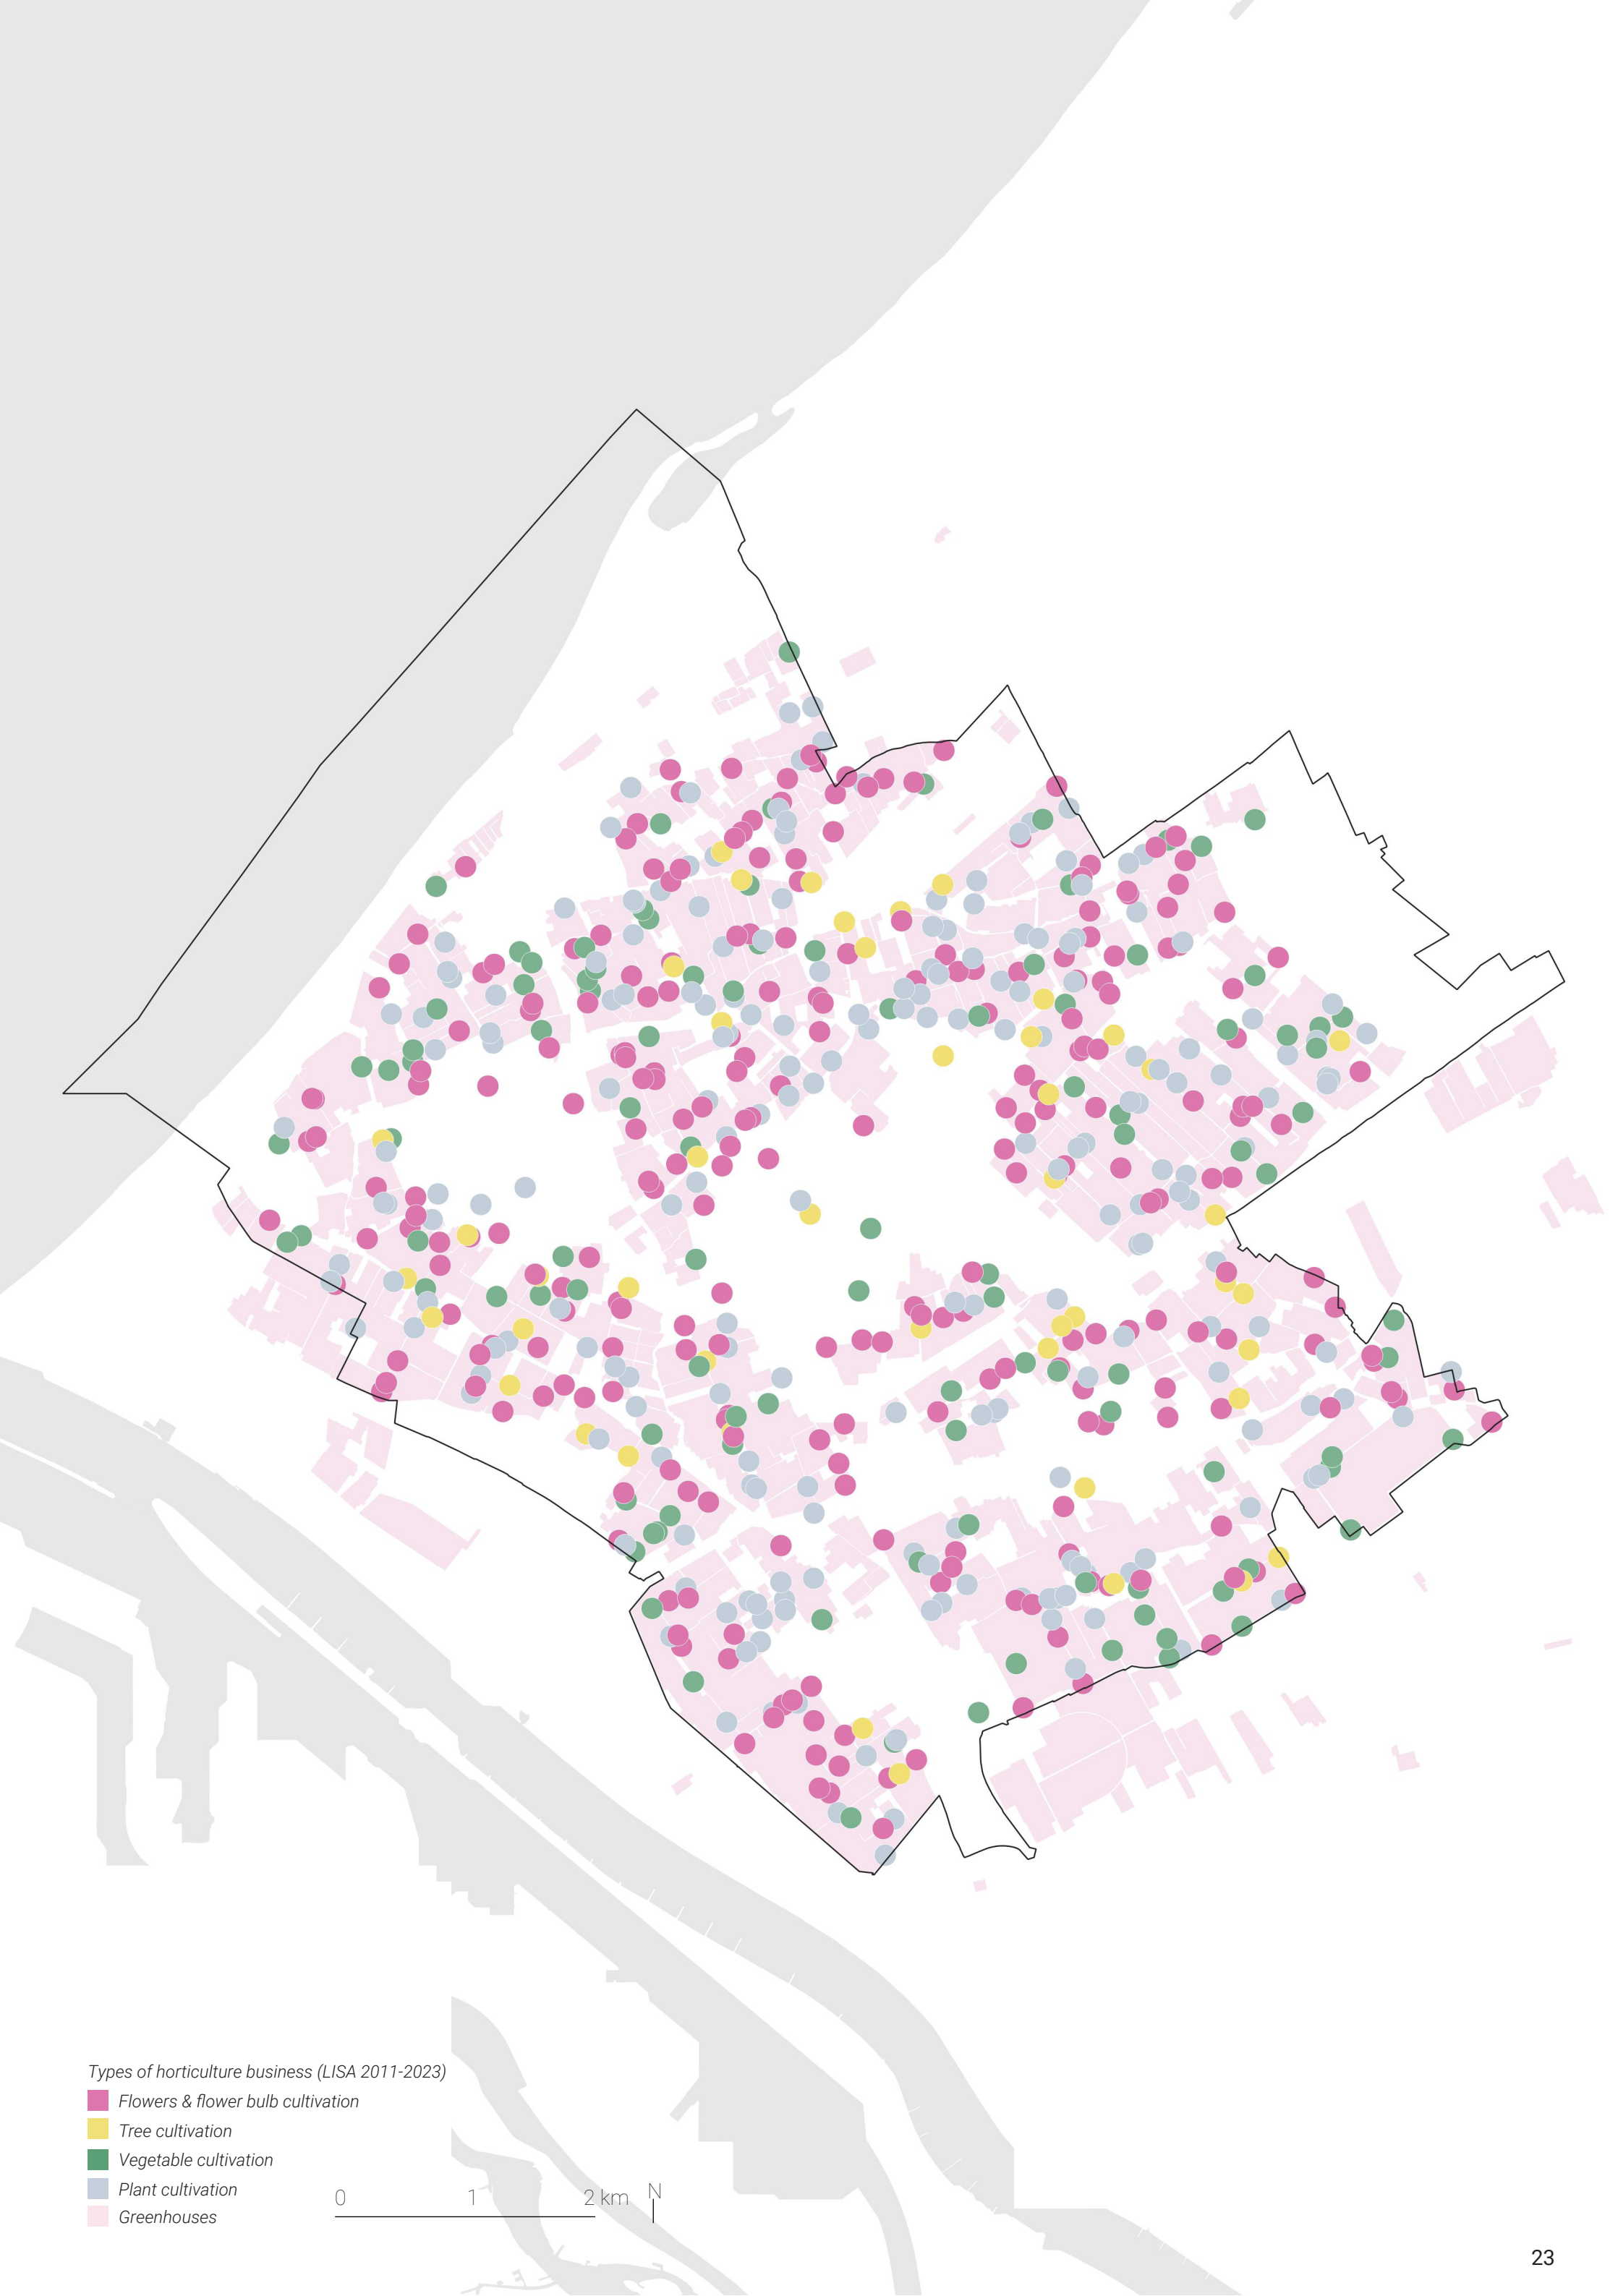 Types of horticulture business (LISA 2011-2023)
Flowers & flower bulb cultivation
Tree cultivation
Vegetable cultivation
Plant cultivation
Greenhouses
0 1 2 km N
23